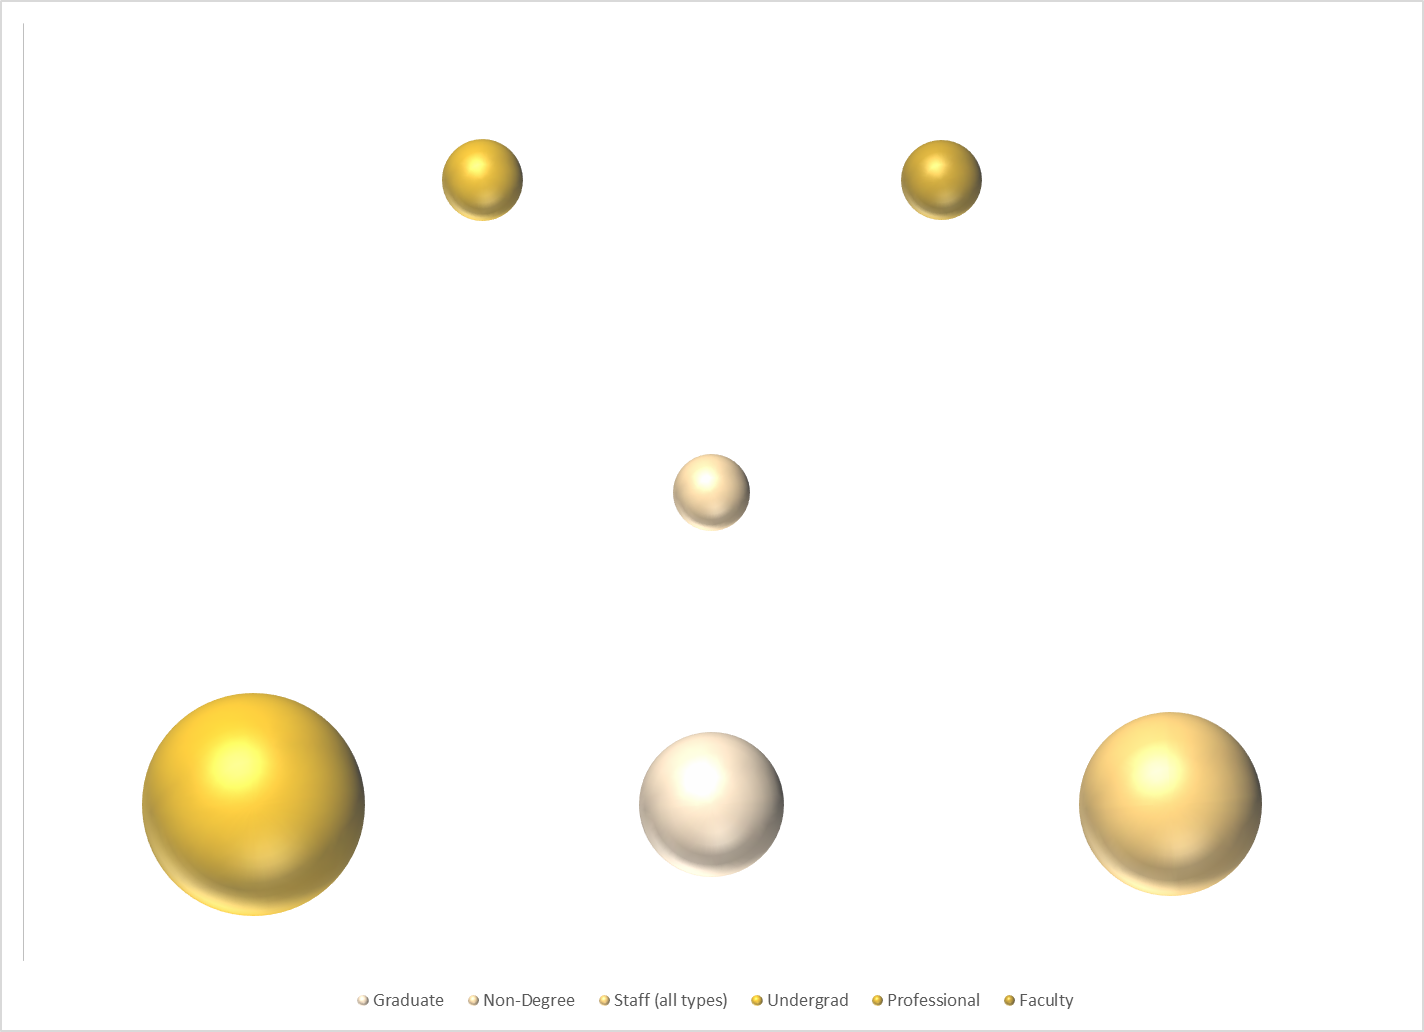 Graduate Non-Degree Staff (all types) Undergrad Professional Faculty